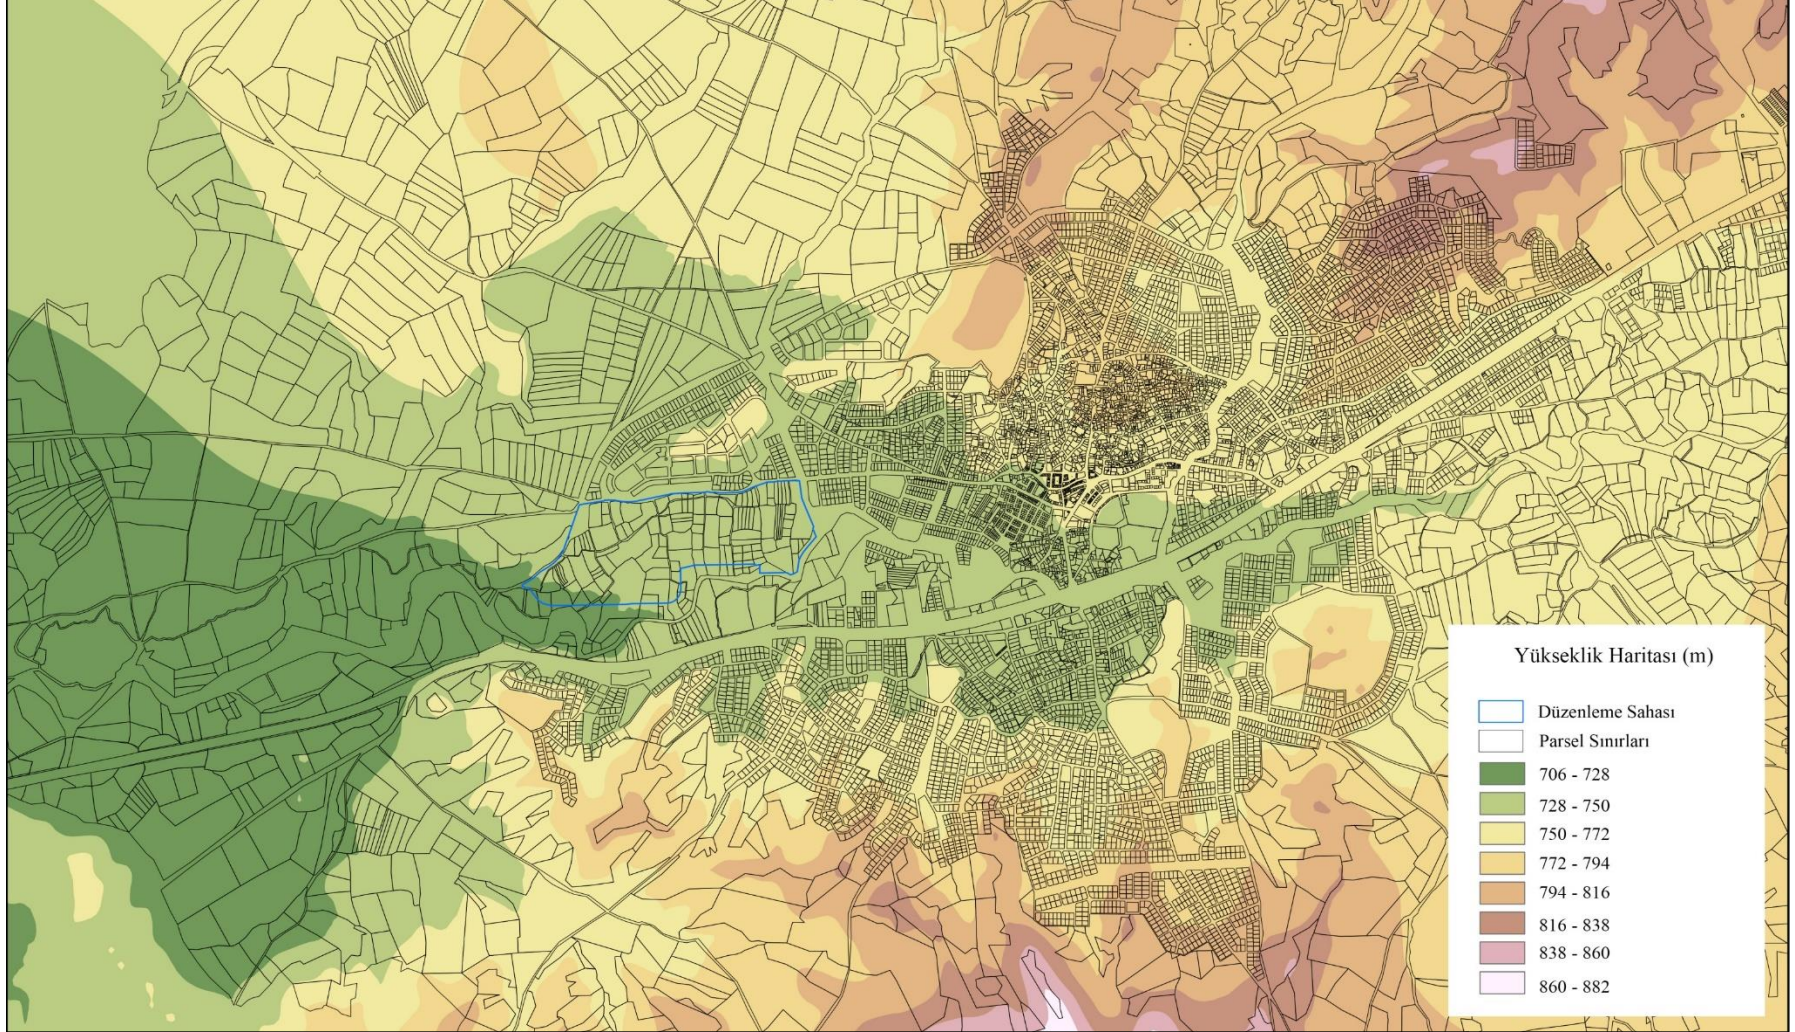 Yükseklik Haritası (m)
Düzenleme Sahası
Parsel Sınırları
706 - 728
728 - 750
750 - 772
772 - 794
794 - 816
816 - 838
838 - 860
860 - 882